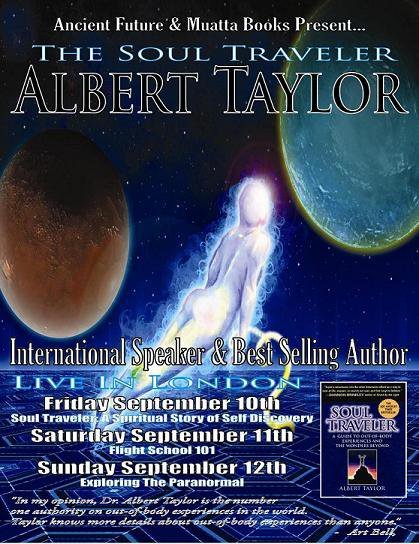 Ancient Future & Muatta Books Present...
The Soul Traveler
Albert Taylor
International Speaker & Best Selling Author
Live In London
Friday September 10th
Soul Traveler: A Spiritual Story of Self Discovery
Saturday September 11th
Flight School 101
Sunday September 12th
Exploring The Paranormal
"In my opinion, Dr. Albert Taylor is the number
one authority on out-of-body experiences in the world.
Taylor knows more details about out-of-body experiences than anyone."
- Art Bell
SOUL
TRAVELER
A GUIDE TO OUT-OF-BODY
EXPERIENCES AND
THE WONDERS BEYOND
ALBERT TAYLOR